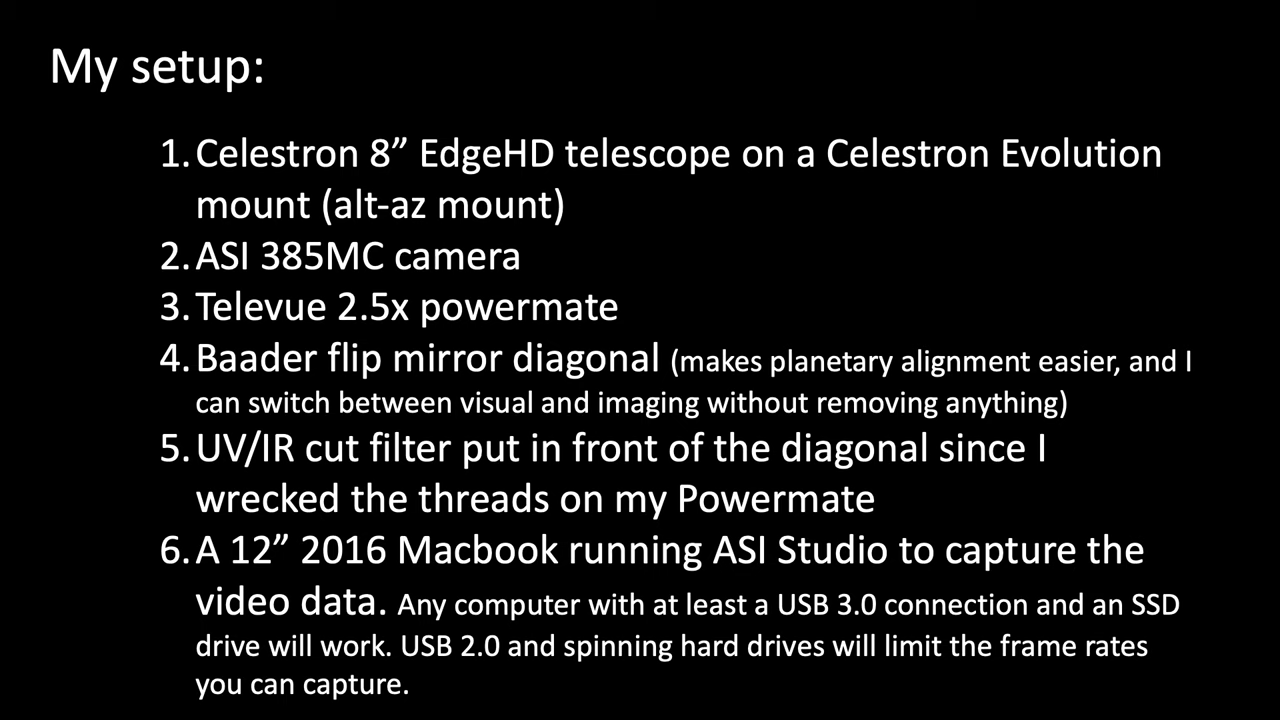 My setup:
1. Celestron 8” EdgeHD telescope on a Celestron Evolution
mount (alt-az mount)
2. ASI 385MC camera
3. Televue 2.5x powermate
4. Baader flip mirror diagonal (makes planetary alignment easier, and I
can switch between visual and imaging without removing anything)
5. UV/IR cut filter put in front of the diagonal since I
wrecked the threads on my Powermate
6. A 12” 2016 Macbook running ASI Studio to capture the
video data. Any computer with at least a USB 3.0 connection and an SSD
drive will work. USB 2.0 and spinning hard drives will limit the frame rates
you can capture.